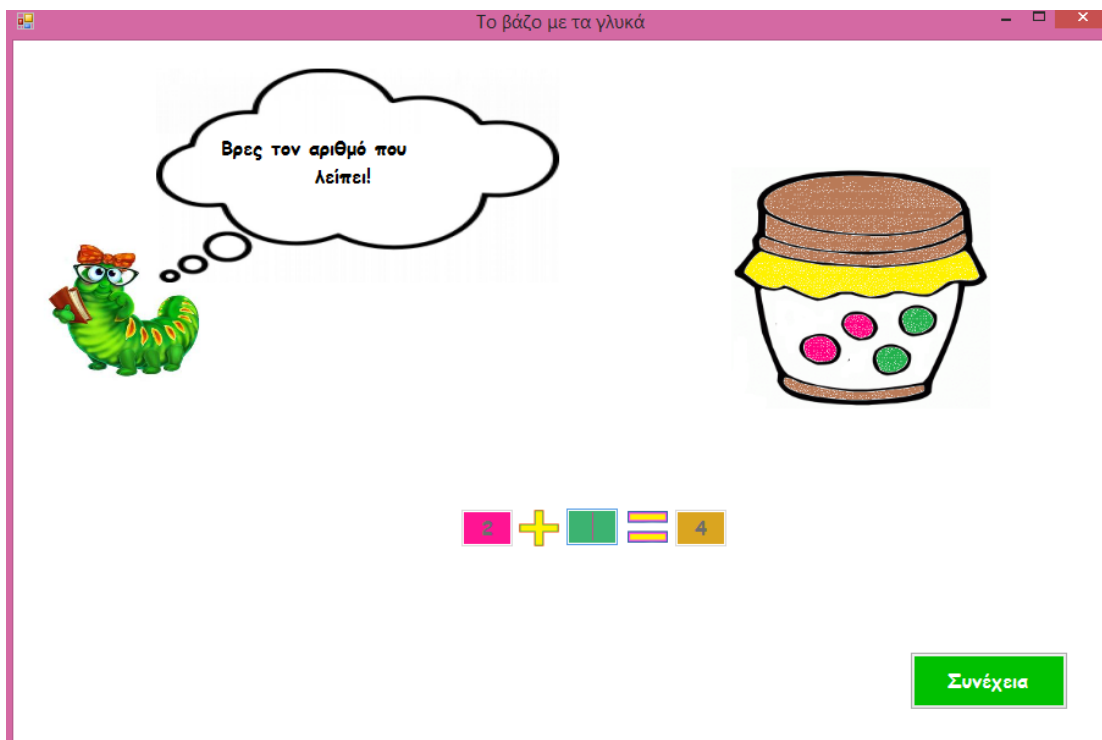 Το βάζο με τα γλυκά
Βρες τον αριθμό που
λείπει!
2 + = 4
Συνέχεια